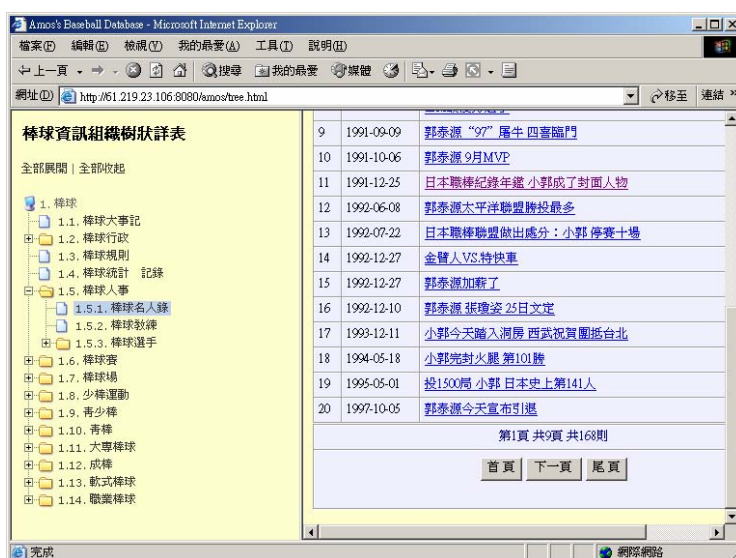 Amos's Baseball Database - Microsoft Internet Explorer
檔案(F) 編輯(E) 檢視(V) 我的最愛(A) 工具(T) 說明(H)
上一頁 搜尋 我的最愛 媒體
網址(D) http://61.219.23.106:8080/amos/tree.html 移至 連結 »
棒球資訊組織樹狀詳表
全部展開 | 全部收起
1. 棒球
1.1. 棒球大事記
1.2. 棒球行政
1.3. 棒球規則
1.4. 棒球統計 記錄
1.5. 棒球人事
1.5.1. 棒球名人錄
1.5.2. 棒球教練
1.5.3. 棒球選手
1.6. 棒球賽
1.7. 棒球場
1.8. 少棒運動
1.9. 青少棒
1.10. 青棒
1.11. 大專棒球
1.12. 成棒
1.13. 軟式棒球
1.14. 職業棒球
9 1991-09-09 郭泰源“97”屠牛 四喜臨門
10 1991-10-06 郭泰源 9月MVP
11 1991-12-25 日本職棒紀錄年鑑 小郭成了封面人物
12 1992-06-08 郭泰源太平洋聯盟勝投最多
13 1992-07-22 日本職棒聯盟做出處分：小郭 停賽十場
14 1992-12-27 金臂人VS.特快車
15 1992-12-27 郭泰源加薪了
16 1992-12-10 郭泰源 張瓊姿 25日文定
17 1993-12-11 小郭今天踏入洞房 西武祝賀團抵台北
18 1994-05-18 小郭完封火腿 第101勝
19 1995-05-01 投1500局 小郭 日本史上第141人
20 1997-10-05 郭泰源今天宣布引退
第1頁 共9頁 共168則
首頁 下一頁 尾頁
完成 網際網路